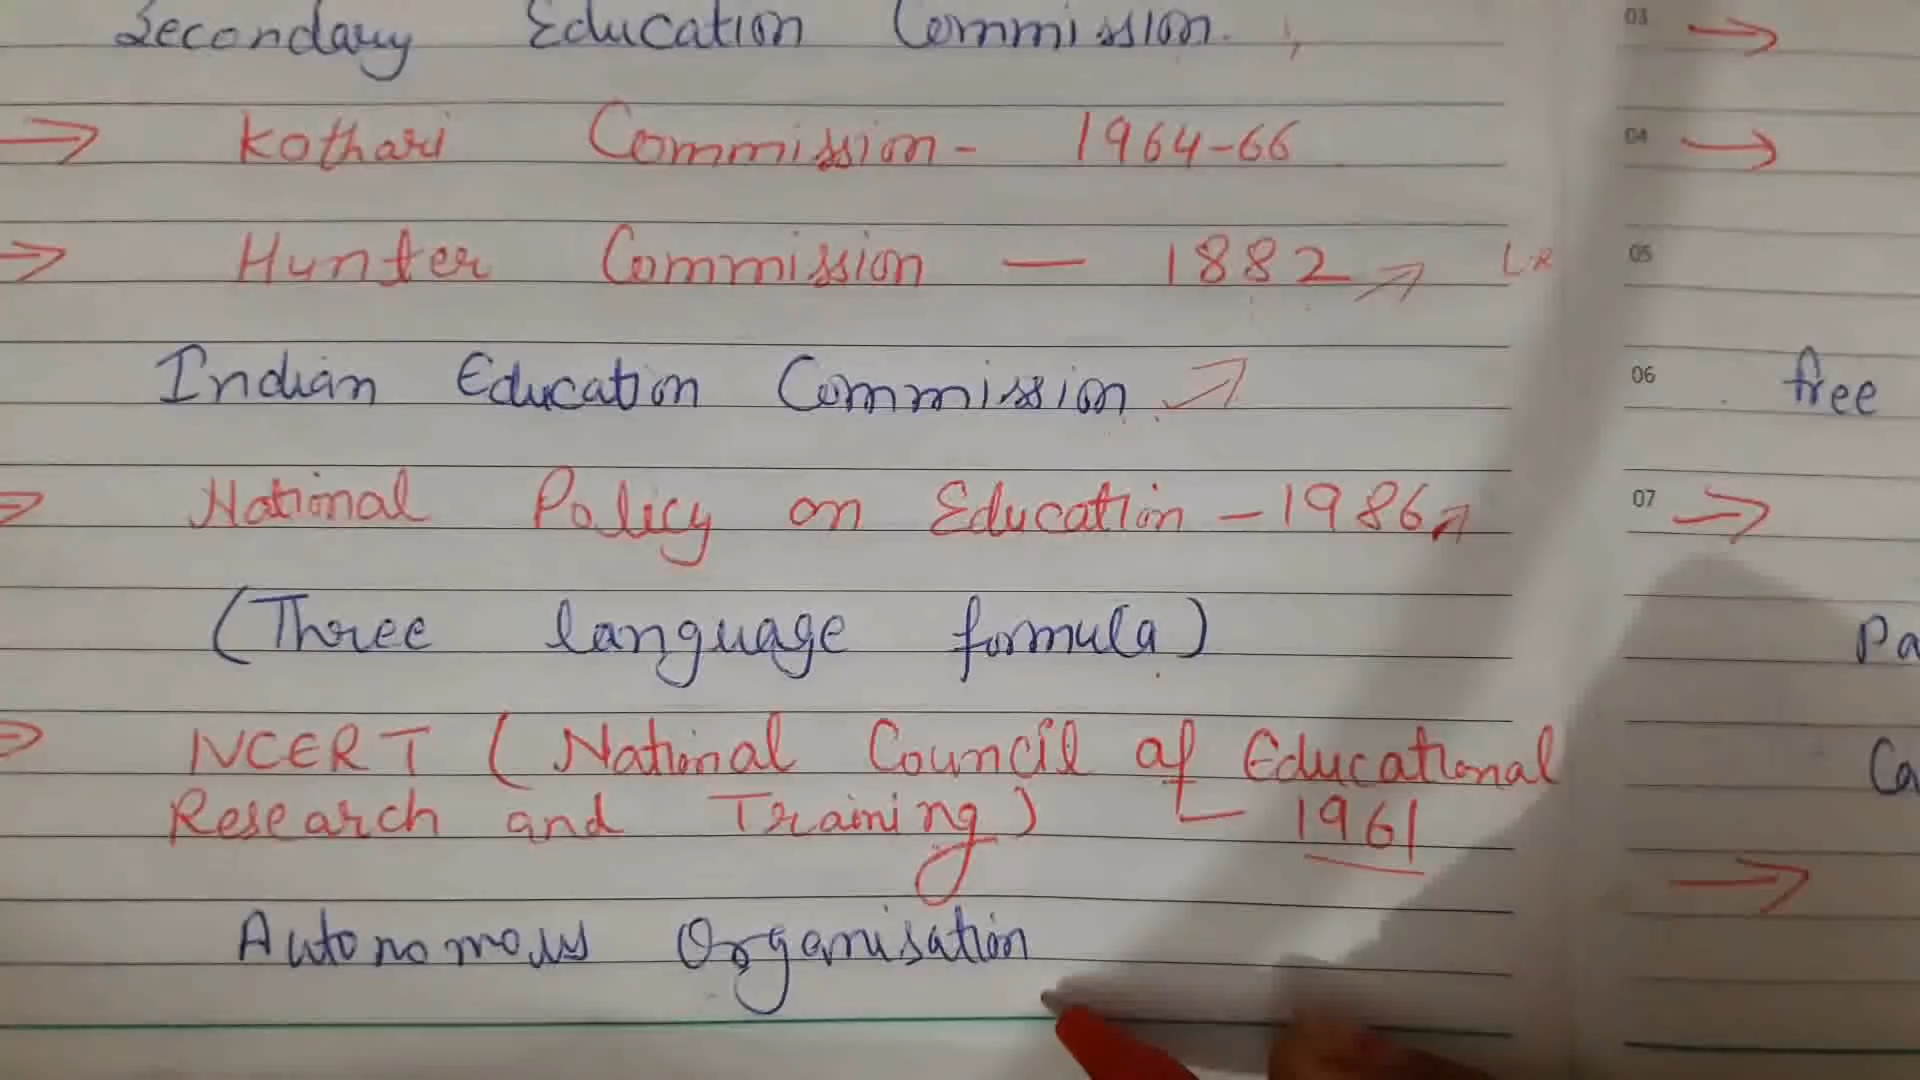 Secondary Education Commission.
⇒ Kothari Commission - 1964-66
⇒ Hunter Commission — 1882 →
Indian Education Commission →
⇒ National Policy on Education - 1986
(Three language formula)
⇒ NCERT (National Council of Educational
Research and Training) 1961
Autonomous Organisation
03 →
04 →
05
06 free
07 ⇒
Pa
Ca
⇒